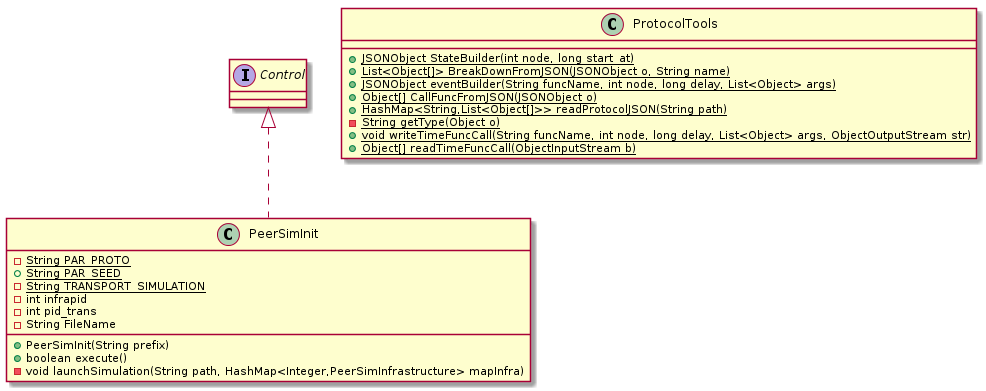 C ProtocolTools
JSONObject StateBuilder(int node, long start_at)
List<Object[]> BreakDownFromJSON(JSONObject o, String name)
JSONObject eventBuilder(String funcName, int node, long delay, List<Object> args)
Object[] CallFuncFromJSON(JSONObject o)
HashMap<String,List<Object[]>> readProtocolJSON(String path)
String getType(Object o)
void writeTimeFuncCall(String funcName, int node, long delay, List<Object> args, ObjectOutputStream str)
Object[] readTimeFuncCall(ObjectInputStream b)
I Control
C PeerSimInit
String PAR_PROTO
String PAR_SEED
String TRANSPORT_SIMULATION
int infrapid
int pid_trans
String FileName
PeerSimInit(String prefix)
boolean execute()
void launchSimulation(String path, HashMap<Integer,PeerSimInfrastructure> mapInfra)